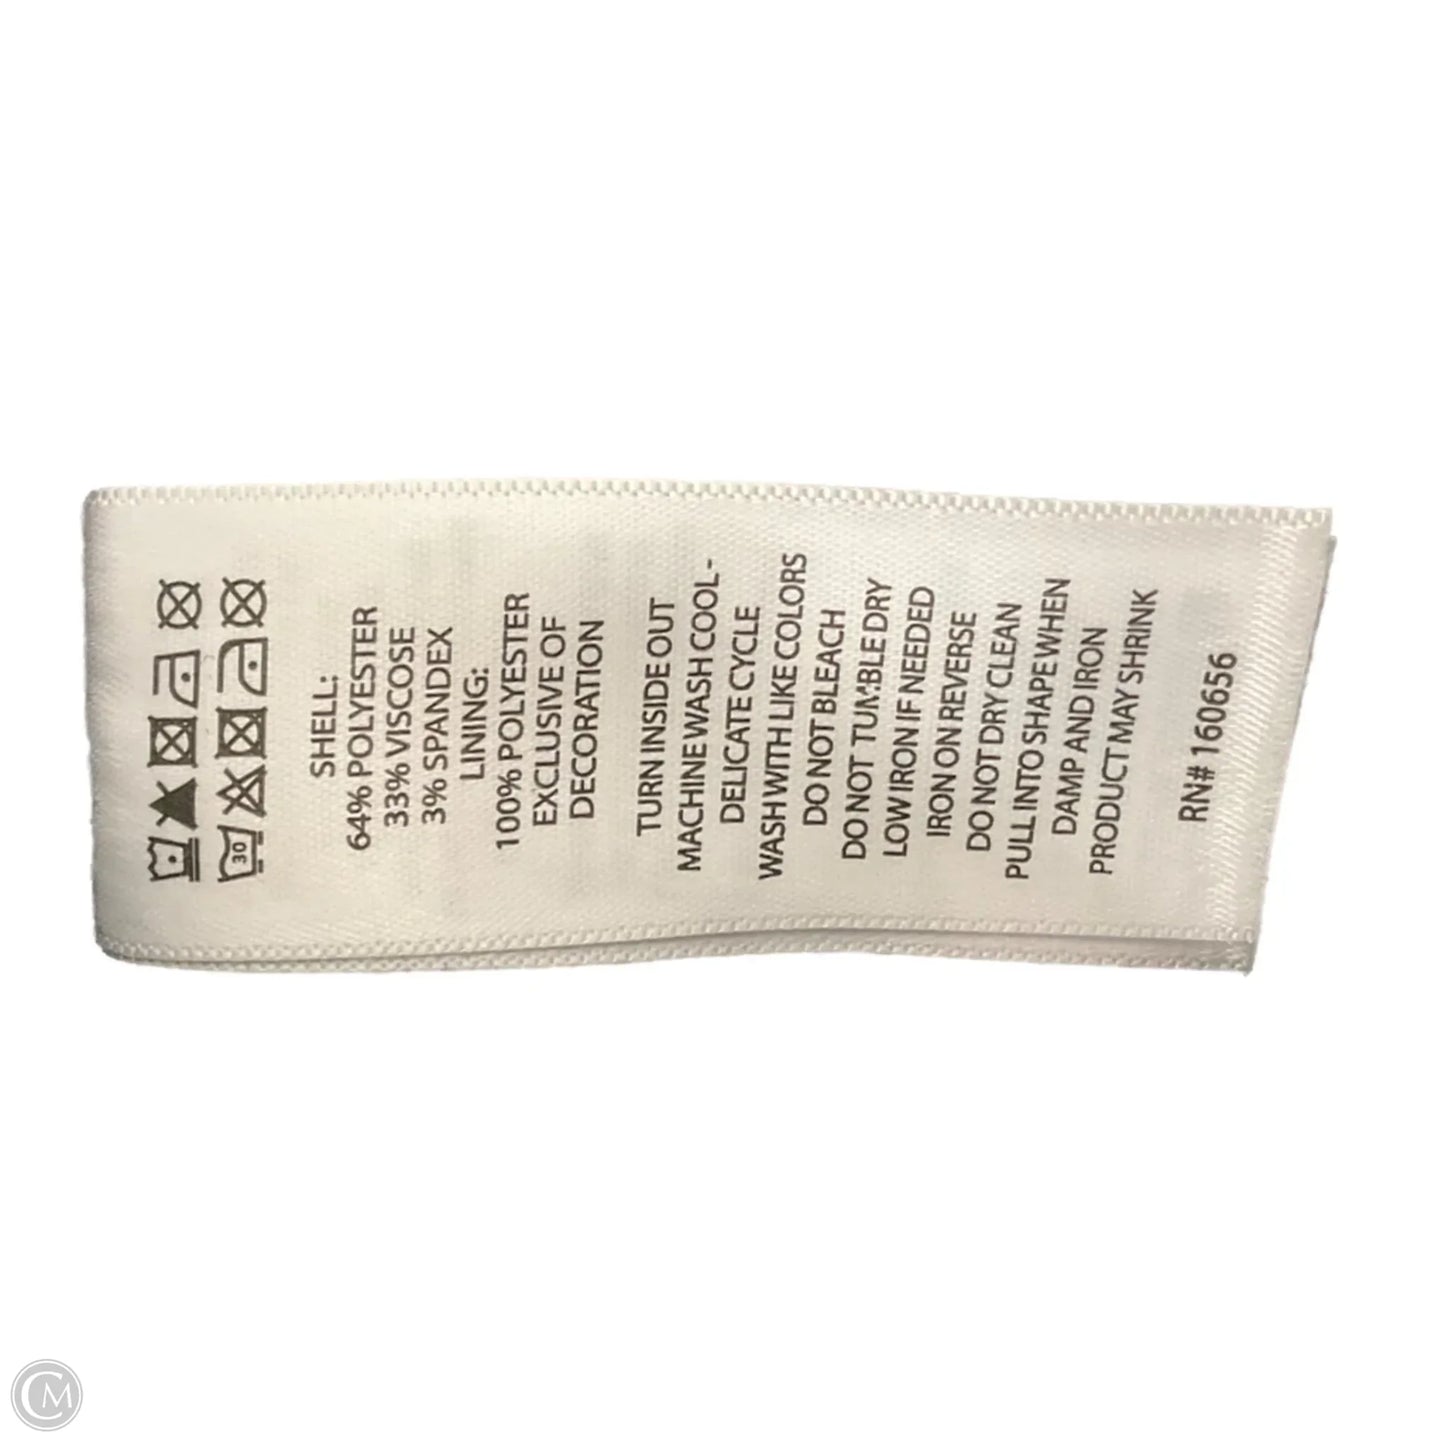 30
SHELL:
64% POLYESTER
33% VISCOSE
3% SPANDEX
LINING:
100% POLYESTER
EXCLUSIVE OF
DECORATION
TURN INSIDE OUT
MACHINE WASH COOL-
DELICATE CYCLE
WASH WITH LIKE COLORS
DO NOT BLEACH
DO NOT TUMBLE DRY
LOW IRON IF NEEDED
IRON ON REVERSE
DO NOT DRY CLEAN
PULL INTO SHAPE WHEN
DAMP AND IRON
PRODUCT MAY SHRINK
RN# 160656
CM